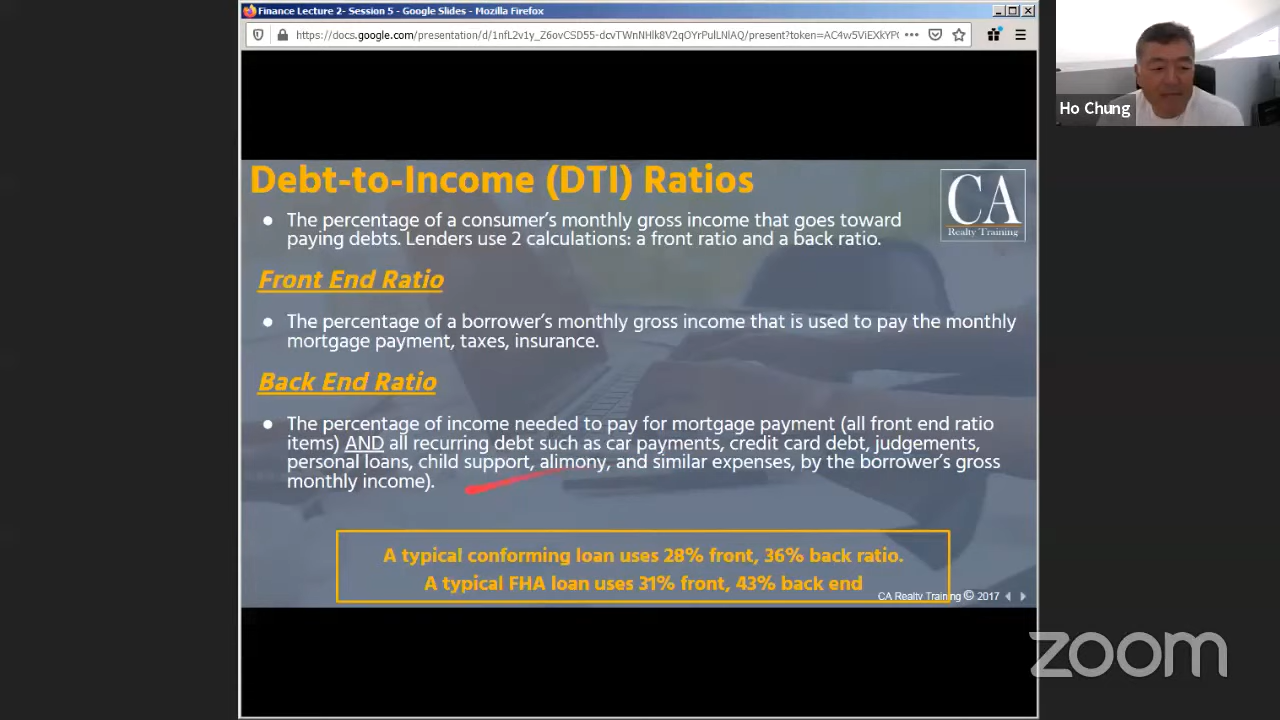 Finance Lecture 2- Session 5 - Google Slides - Mozilla Firefox
Ho Chung
Debt-to-Income (DTI) Ratios
CA
Realty Training
● The percentage of a consumer's monthly gross income that goes toward
paying debts. Lenders use 2 calculations: a front ratio and a back ratio.
Front End Ratio
● The percentage of a borrower's monthly gross income that is used to pay the monthly
mortgage payment, taxes, insurance.
Back End Ratio
● The percentage of income needed to pay for mortgage payment (all front end ratio
items) AND all recurring debt such as car payments, credit card debt, judgements,
personal loans, child support, alimony, and similar expenses, by the borrower's gross
monthly income).
A typical conforming loan uses 28% front, 36% back ratio.
A typical FHA loan uses 31% front, 43% back end
CA Realty Training © 2017
zoom